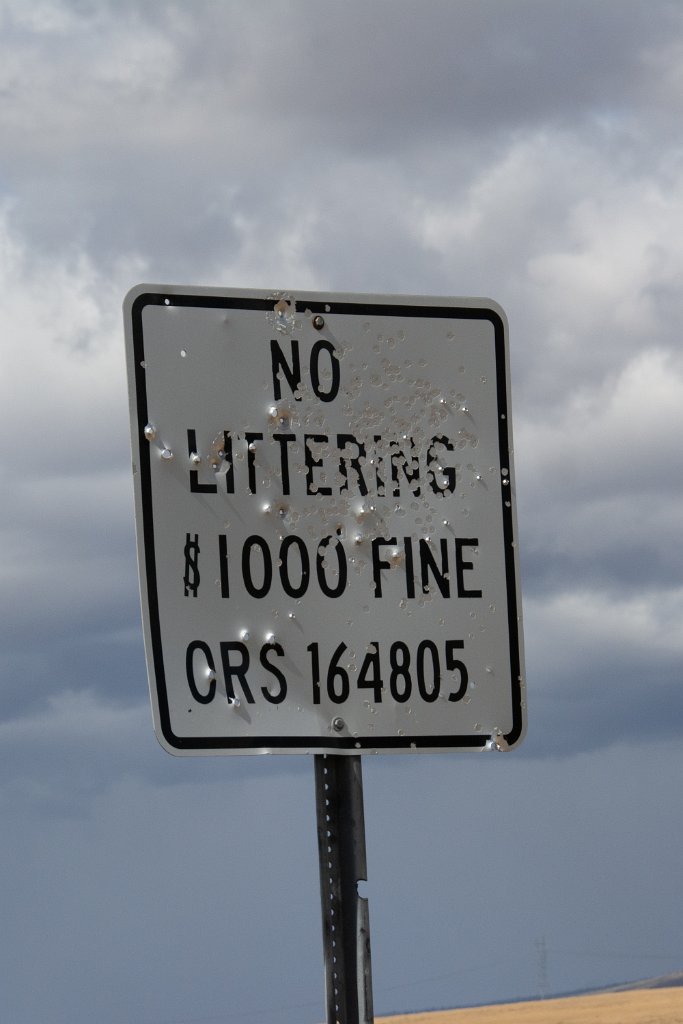 NO
LITTERING
$1000 FINE
ORS 164805